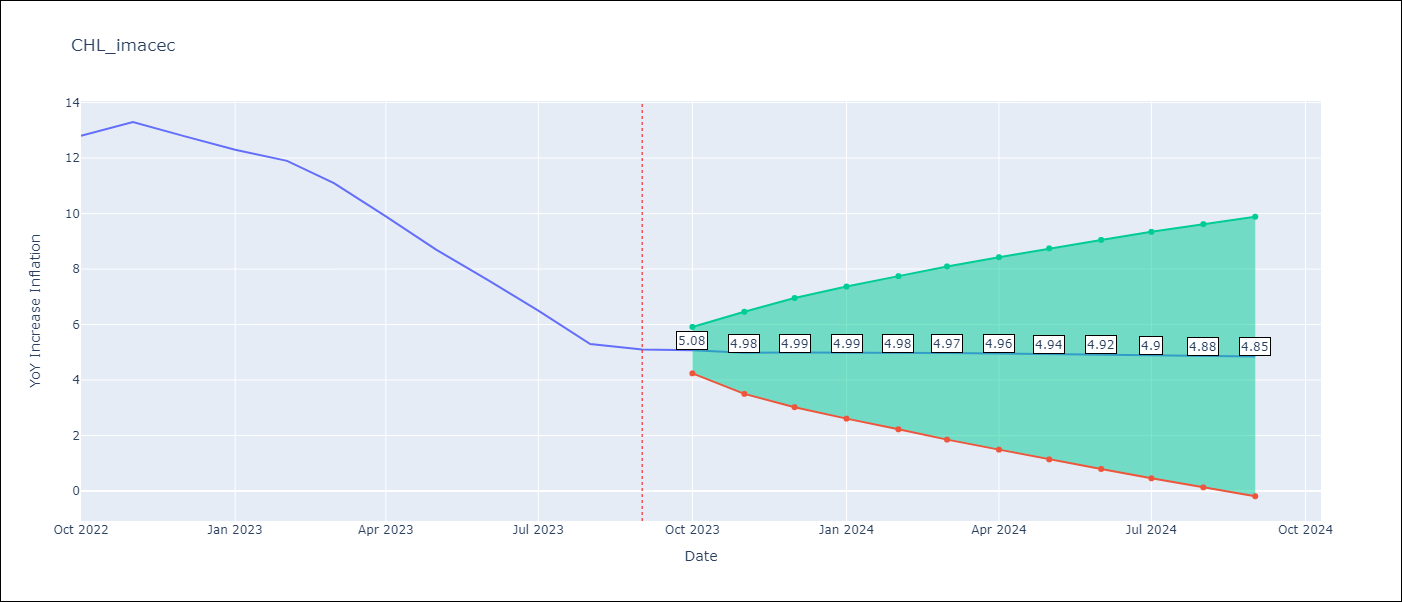 CHL_imacec
14
12
10
8
6
4
2
0
YoY Increase Inflation
5.08
4.98
4.99
4.99
4.98
4.97
4.96
4.94
4.92
4.9
4.88
4.85
Oct 2022
Jan 2023
Apr 2023
Jul 2023
Oct 2023
Jan 2024
Apr 2024
Jul 2024
Oct 2024
Date